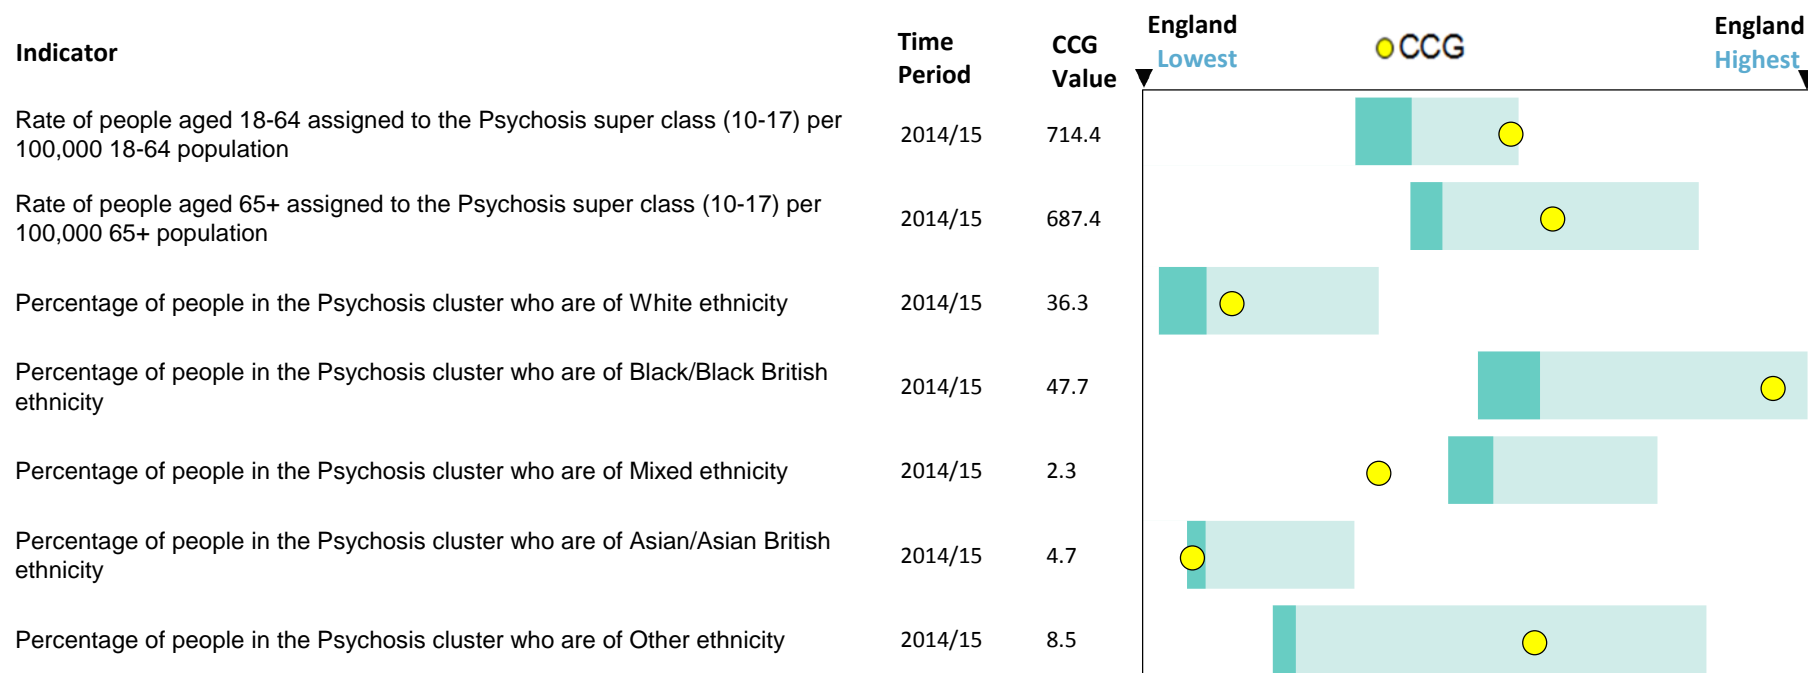 Indicator
Time
Period
CCG
Value
England
Lowest
CCG
England
Highest
Rate of people aged 18-64 assigned to the Psychosis super class (10-17) per
100,000 18-64 population
2014/15
714.4
Rate of people aged 65+ assigned to the Psychosis super class (10-17) per
100,000 65+ population
2014/15
687.4
Percentage of people in the Psychosis cluster who are of White ethnicity
2014/15
36.3
Percentage of people in the Psychosis cluster who are of Black/Black British
ethnicity
2014/15
47.7
Percentage of people in the Psychosis cluster who are of Mixed ethnicity
2014/15
2.3
Percentage of people in the Psychosis cluster who are of Asian/Asian British
ethnicity
2014/15
4.7
Percentage of people in the Psychosis cluster who are of Other ethnicity
2014/15
8.5